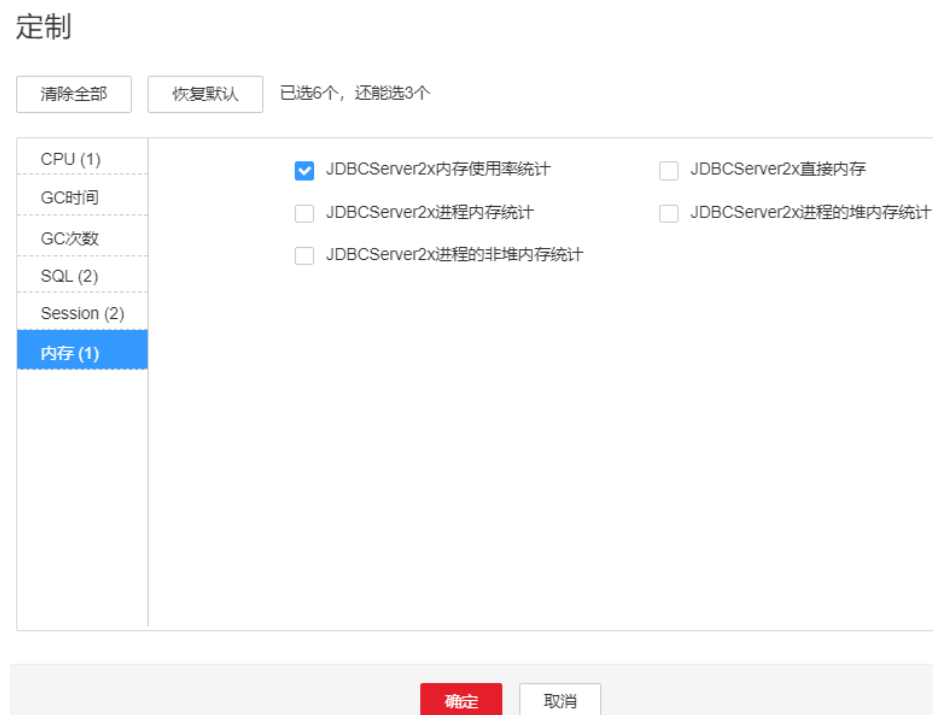 定制
清除全部 恢复默认 已选6个，还能选3个
CPU (1)
GC时间
GC次数
SQL (2)
Session (2)
内存 (1)
JDBCServer2x内存使用率统计 JDBCServer2x直接内存
JDBCServer2x进程内存统计 JDBCServer2x进程的堆内存统计
JDBCServer2x进程的非堆内存统计
确定 取消